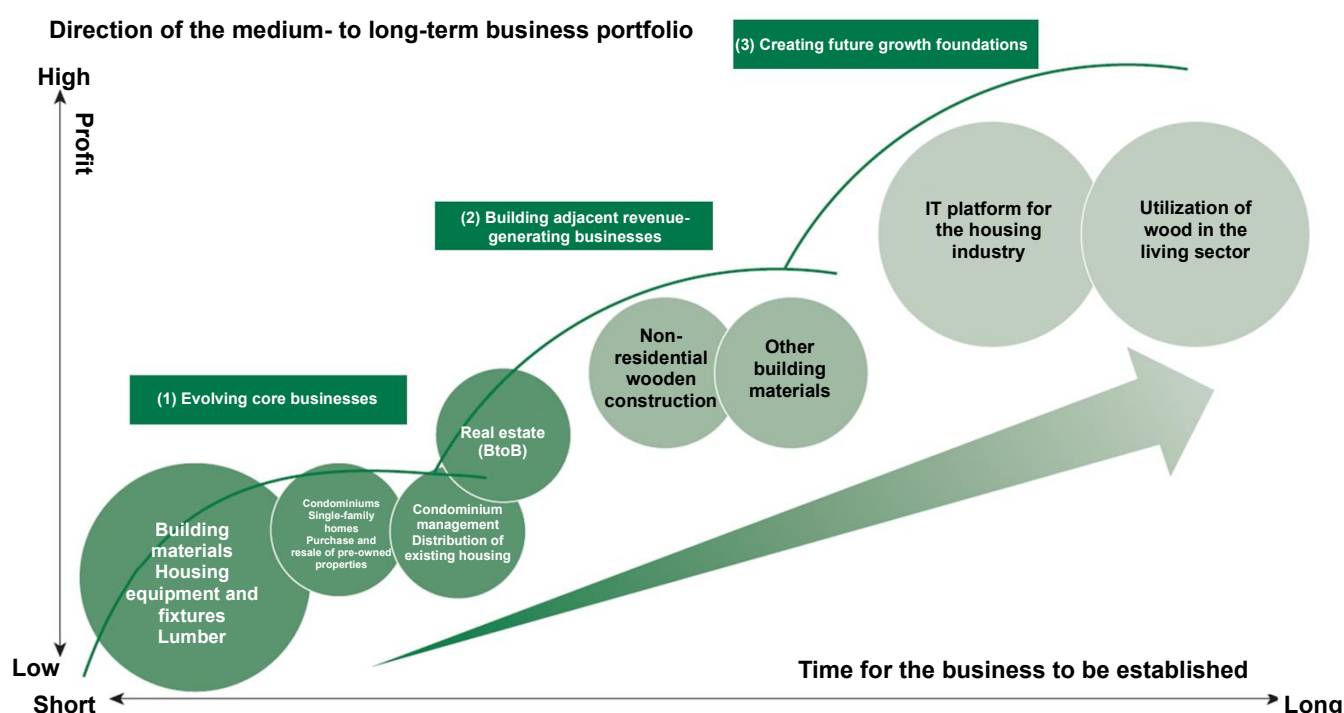 Direction of the medium- to long-term business portfolio
(3) Creating future growth foundations
High
Profit
IT platform for
the housing
industry
Utilization of
wood in the
living sector
(2) Building adjacent revenue-
generating businesses
Non-
residential
wooden
construction
Other
building
materials
(1) Evolving core businesses
Real estate
(BtoB)
Building
materials
Housing
equipment and
fixtures
Lumber
Condominiums
Single-family
homes
Purchase and
resale of pre-owned
properties
Condominium
management
Distribution of
existing housing
Low
Time for the business to be established
Short
Long